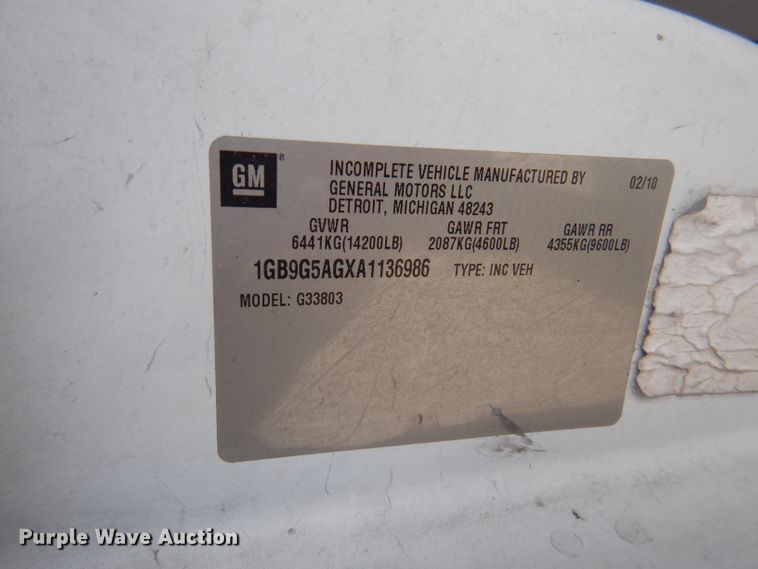 GM ® INCOMPLETE VEHICLE MANUFACTURED BY 02/10
GENERAL MOTORS LLC
DETROIT, MICHIGAN 48243
GVWR GAWR FRT GAWR RR
6441KG(14200LB) 2087KG(4600LB) 4355KG(9600LB)
1GB9G5AGXA1136986 TYPE: INC VEH
MODEL: G33803
Purple Wave Auction